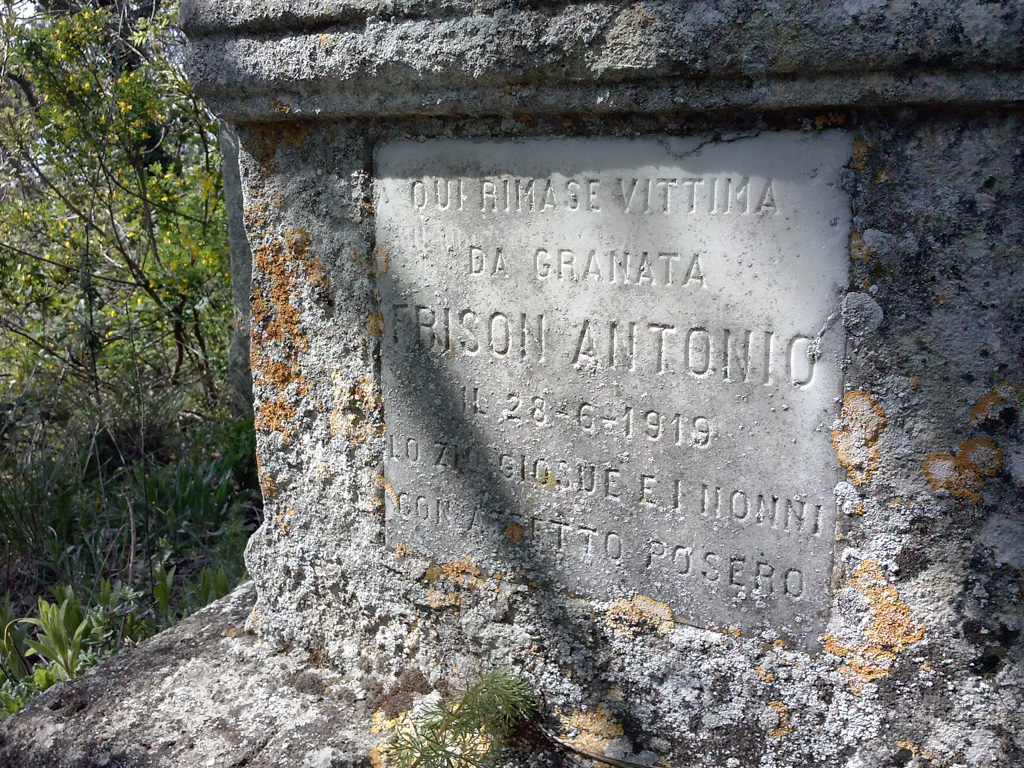 QUI RIMASE VITTIMA
DA GRANATA
FRISON ANTONIO
IL 28-6-1919
LO ZIO GIOSUE E I NONNI
CON AFFETTO POSERO